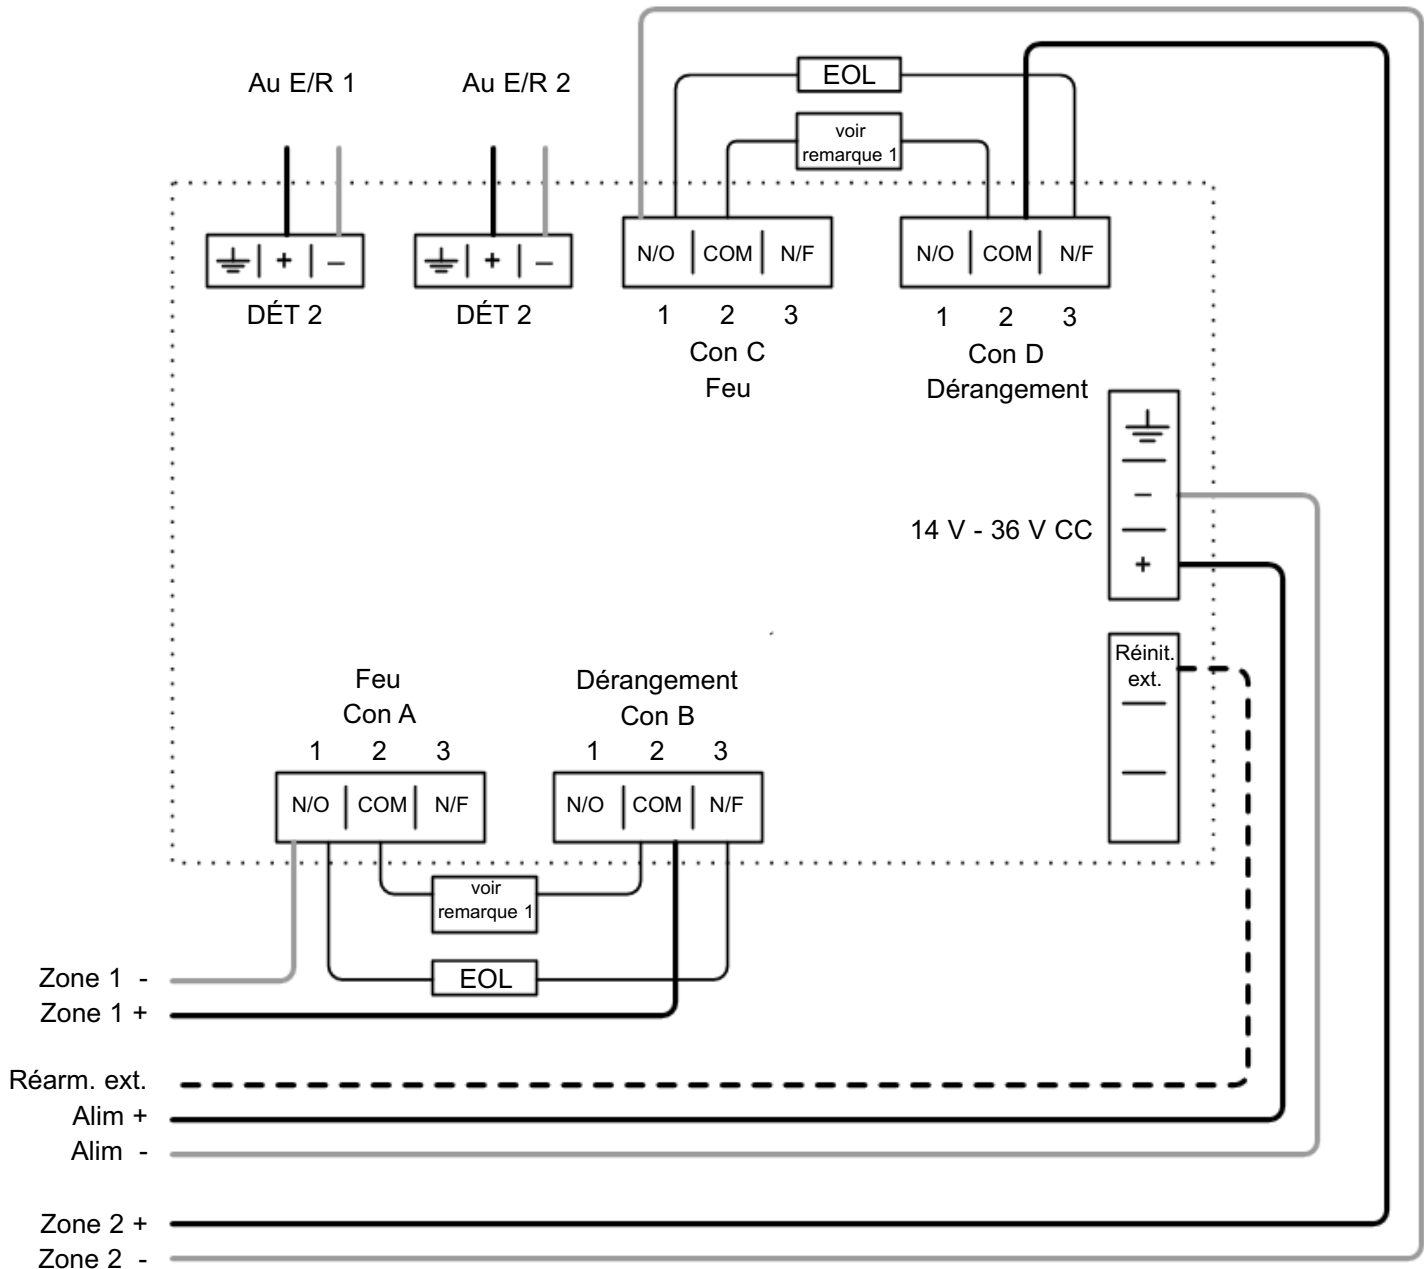 Au E/R 1
Au E/R 2
EOL
voir
remarque 1
+ | –
+ | –
N/O | COM | N/F
N/O | COM | N/F
DÉT 2
DÉT 2
1 2 3
1 2 3
Con C
Feu
Con D
Dérangement
–
14 V - 36 V CC
+
Réinit.
ext.
Feu
Con A
1 2 3
Dérangement
Con B
1 2 3
N/O | COM | N/F
N/O | COM | N/F
voir
remarque 1
EOL
Zone 1 -
Zone 1 +
Réarm. ext.
Alim +
Alim -
Zone 2 +
Zone 2 -